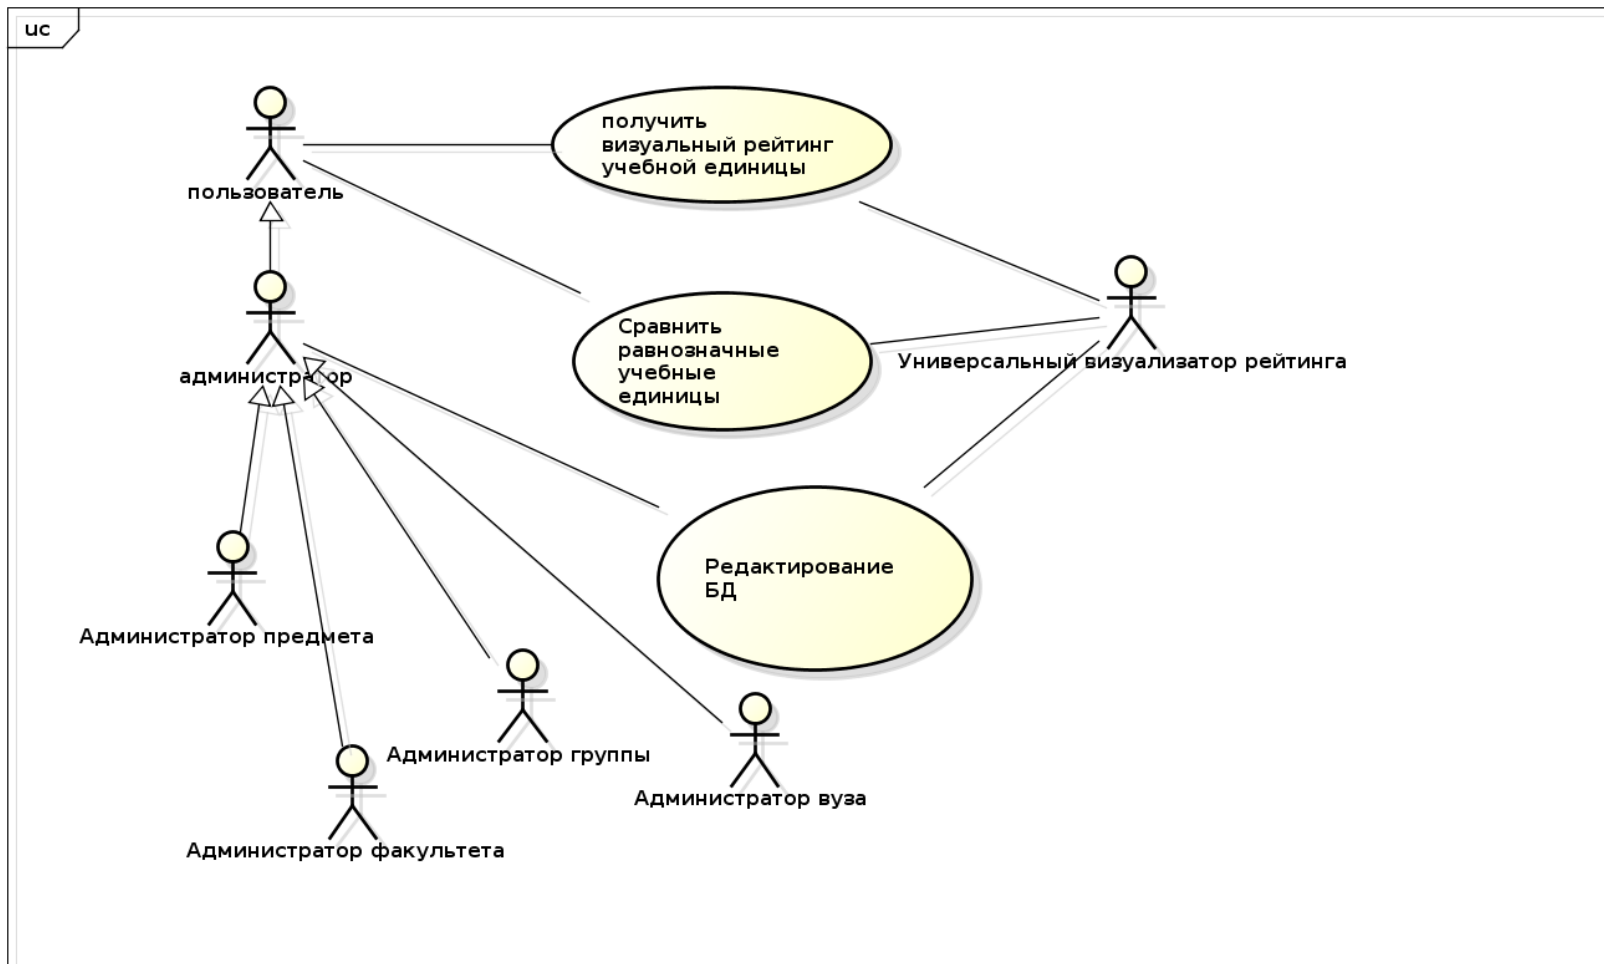 uc
получить
визуальный рейтинг
учебной единицы
пользователь
Сравнить
равнозначные
учебные
единицы
Универсальный визуализатор рейтинга
администратор
Редактирование
БД
Администратор предмета
Администратор группы
Администратор вуза
Администратор факультета